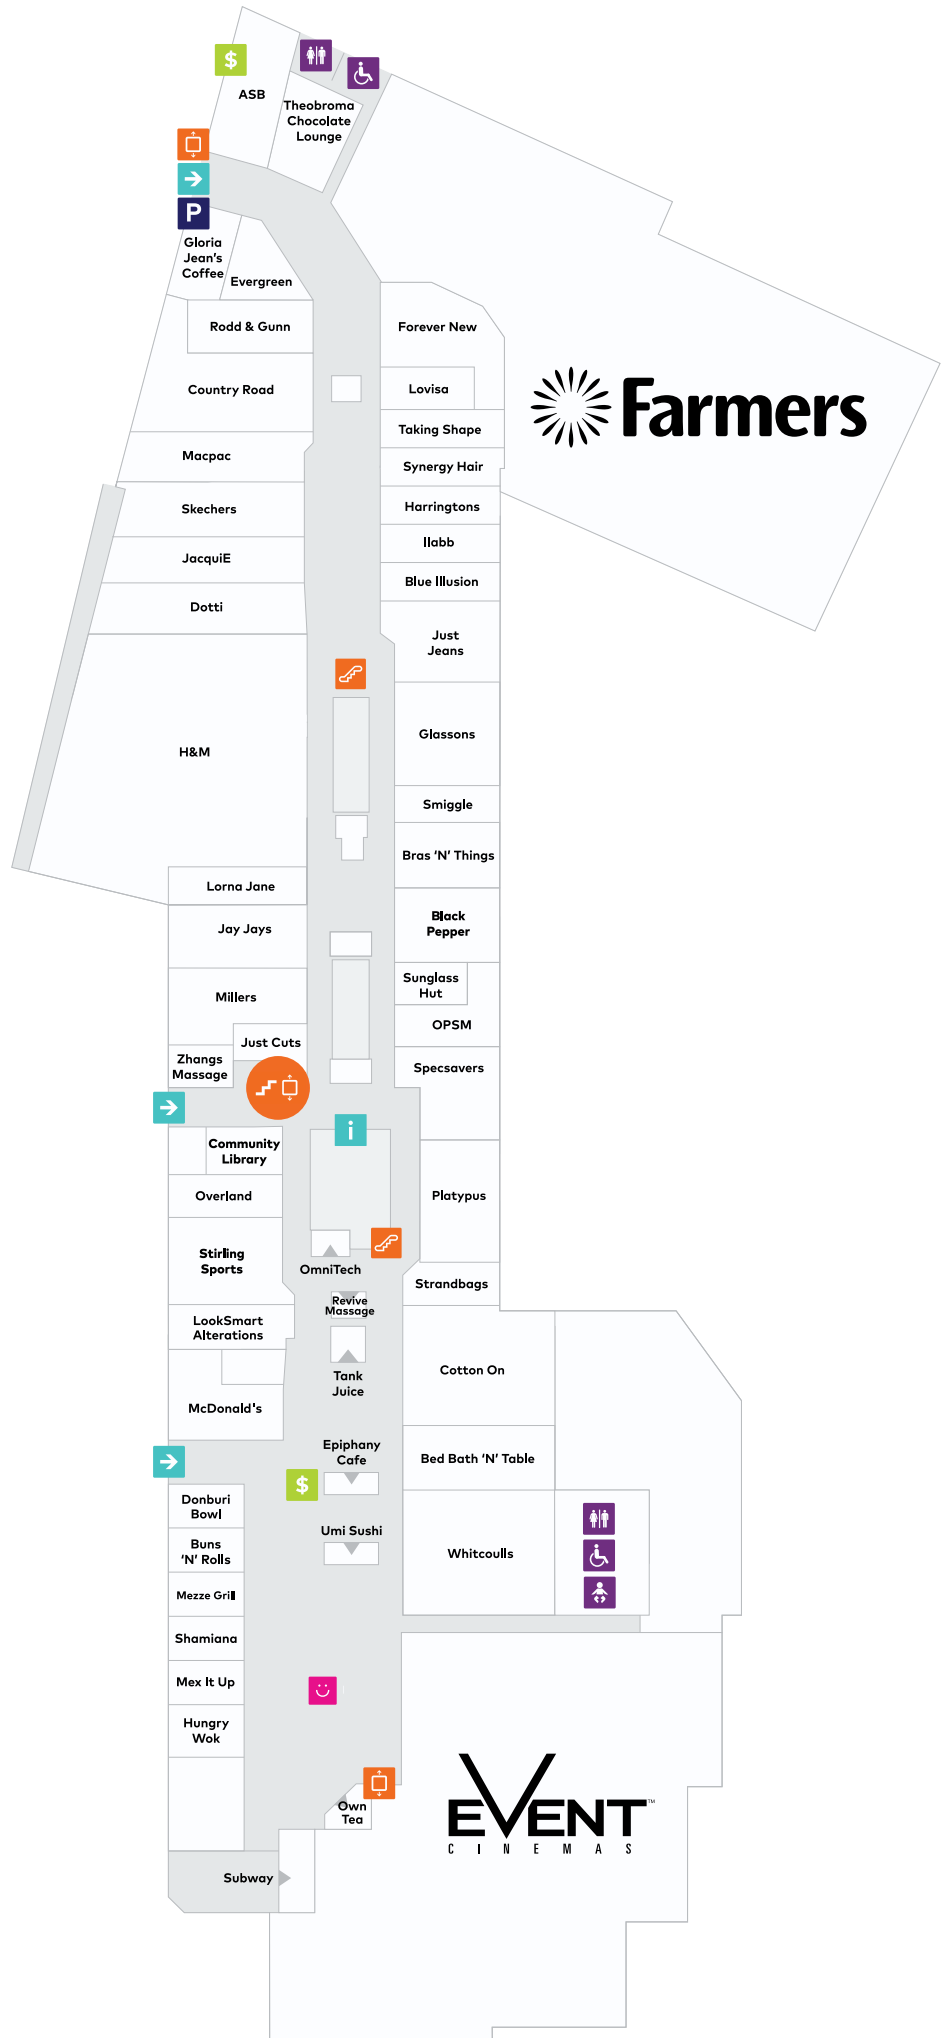 $
ASB
Theobroma
Chocolate
Lounge
P
Gloria
Jean's
Coffee
Evergreen
Rodd & Gunn
Forever New
Country Road
Lovisa
Farmers
Taking Shape
Macpac
Synergy Hair
Skechers
Harringtons
Ilabb
JacquiE
Blue Illusion
Dotti
Just
Jeans
Glassons
H&M
Smiggle
Bras 'N' Things
Lorna Jane
Black
Pepper
Jay Jays
Sunglass
Hut
Millers
OPSM
Just Cuts
Zhangs
Massage
Specsavers
i
Community
Library
Overland
Platypus
Stirling
Sports
OmniTech
Strandbags
Revive
Massage
LookSmart
Alterations
Tank
Juice
Cotton On
McDonald's
Epiphany
Cafe
Bed Bath 'N' Table
$
Donburi
Bowl
Umi Sushi
Buns
'N' Rolls
Whitcoulls
Mezze Grill
Shamiana
Mex It Up
Hungry
Wok
Own
Tea
EVENT™
CINEMAS
Subway